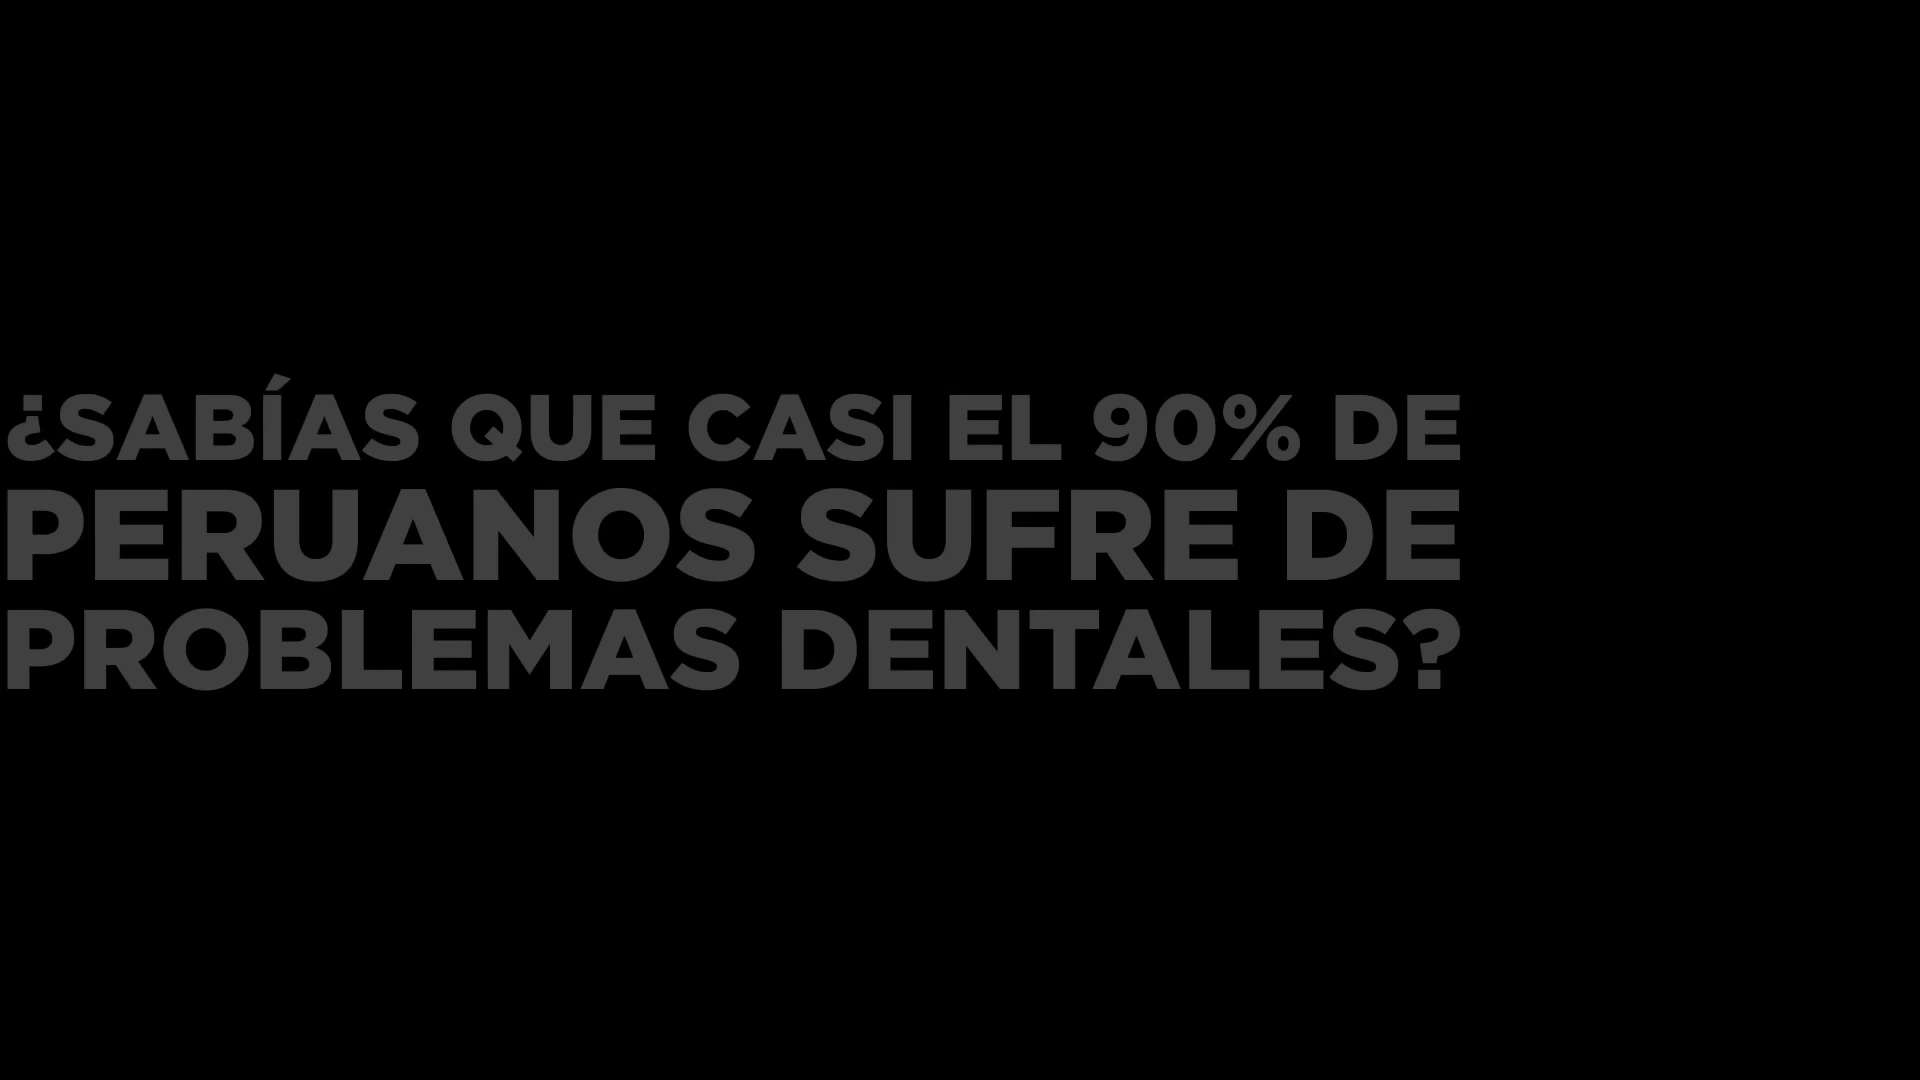 ¿SABÍAS QUE CASI EL 90% DE
PERUANOS SUFRE DE
PROBLEMAS DENTALES?